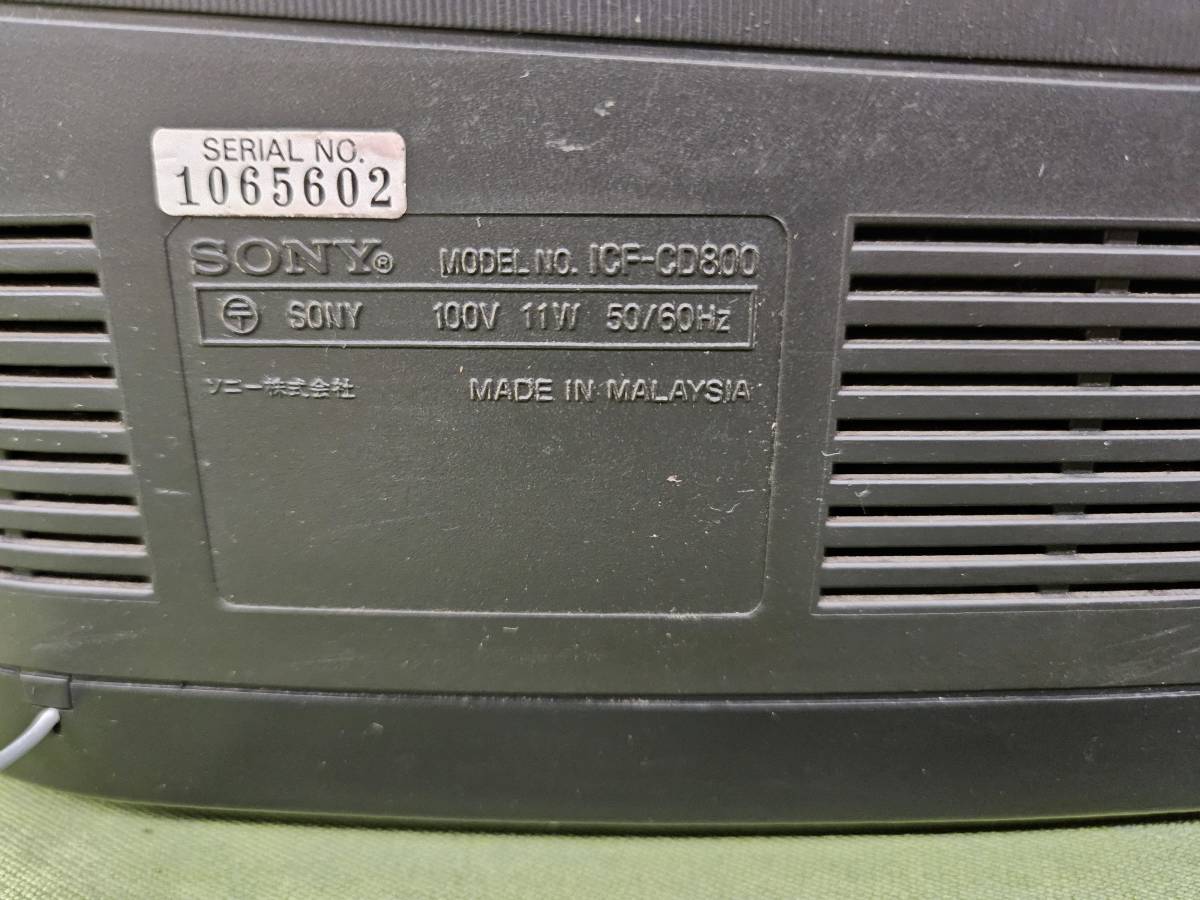 SERIAL NO.
1065602
SONY® MODEL NO. ICF-CD800
〒 SONY 100V 11W 50/60Hz
ソニー株式会社 MADE IN MALAYSIA